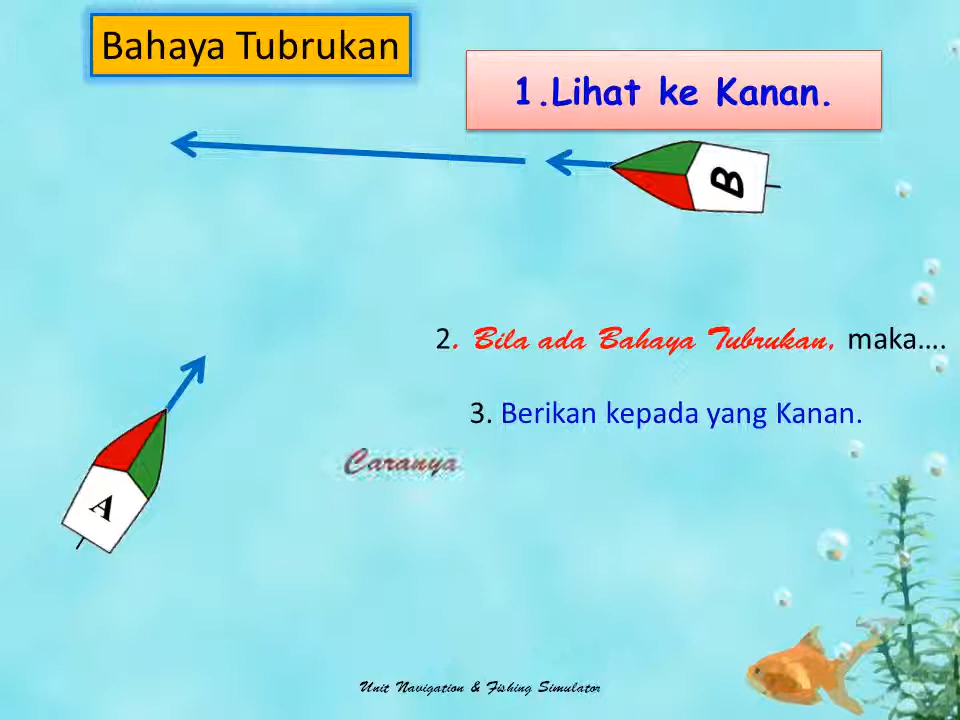 Bahaya Tubrukan
1.Lihat ke Kanan.
B
2. Bila ada Bahaya Tubrukan, maka....
3. Berikan kepada yang Kanan.
Caranya
A
Unit Navigation & Fishing Simulator